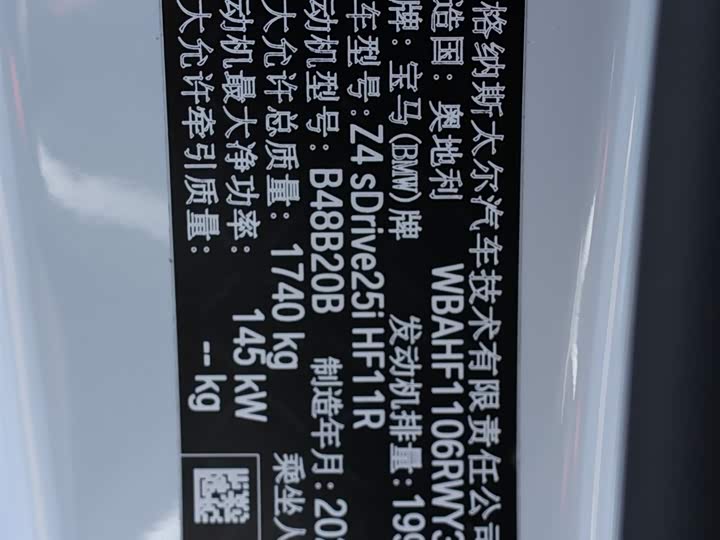 格纳斯太尔汽车技术有限责任公司
造国: 奥地利 WBAHF1106RWY3
牌: 宝马(BMW)牌 发动机排量: 199
车型号: Z4 sDrive25i HF11R
动机型号: B48B20B 制造年月: 202
大允许总质量: 1740 kg 乘坐人
动机最大净功率: 145 kW
大允许牵引质量: -- kg